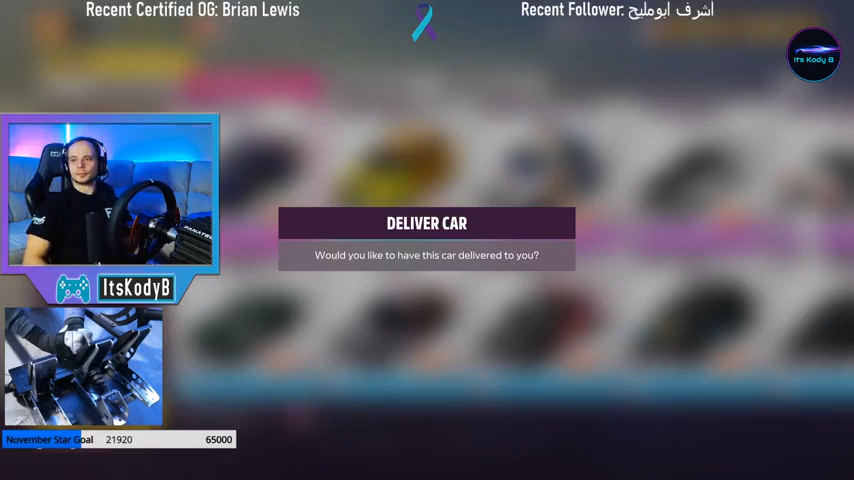 Recent Certified OG: Brian Lewis
Recent Follower: اشرف ابومليح
Its Kody B
DELIVER CAR
Would you like to have this car delivered to you?
FANATEC
ItsKodyB
November Star Goal 21920 65000